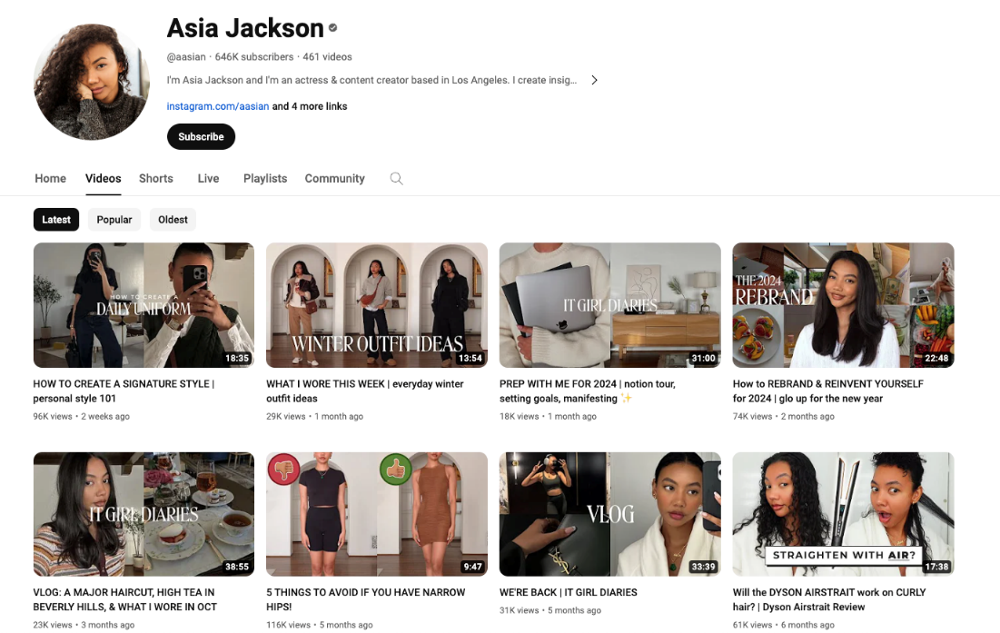 Asia Jackson
@aasian · 646K subscribers · 461 videos
I'm Asia Jackson and I'm an actress & content creator based in Los Angeles. I create insig...
instagram.com/aasian and 4 more links
Subscribe
Home Videos Shorts Live Playlists Community
Latest Popular Oldest
HOW TO CREATE A
DAILY UNIFORM
18:35
WINTER OUTFIT IDEAS
13:54
IT GIRL DIARIES
31:00
THE 2024
REBRAND
22:48
HOW TO CREATE A SIGNATURE STYLE |
personal style 101
96K views • 2 weeks ago
WHAT I WORE THIS WEEK | everyday winter
outfit ideas
29K views • 1 month ago
PREP WITH ME FOR 2024 | notion tour,
setting goals, manifesting ✨
18K views • 1 month ago
How to REBRAND & REINVENT YOURSELF
for 2024 | glo up for the new year
74K views • 2 months ago
IT GIRL DIARIES
38:55
9:47
VLOG
33:39
STRAIGHTEN WITH AIR?
17:38
VLOG: A MAJOR HAIRCUT, HIGH TEA IN
BEVERLY HILLS, & WHAT I WORE IN OCT
23K views • 3 months ago
5 THINGS TO AVOID IF YOU HAVE NARROW
HIPS!
116K views • 5 months ago
WE'RE BACK | IT GIRL DIARIES
31K views • 5 months ago
Will the DYSON AIRSTRAIT work on CURLY
hair? | Dyson Airstrait Review
61K views • 6 months ago